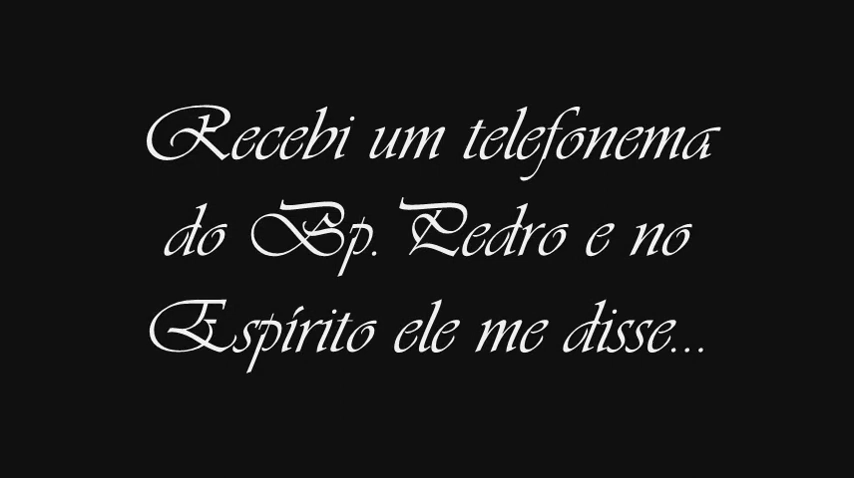 Recebi um telefonema
do Bp. Pedro e no
Espírito ele me disse...